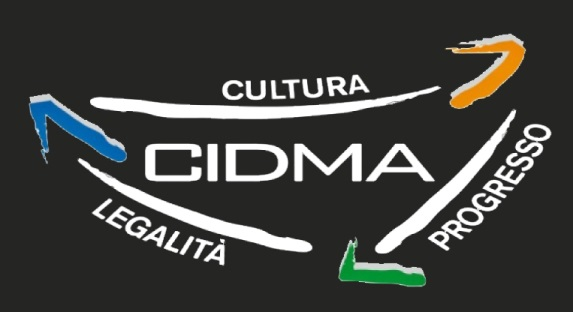 CULTURA
CIDMA
LEGALITÀ
PROGRESSO